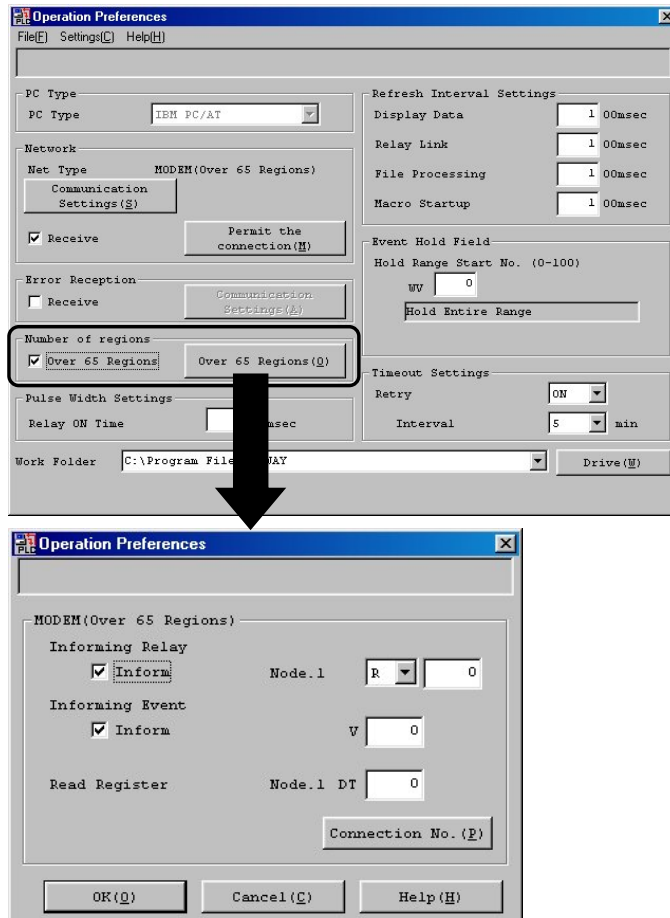 Operation Preferences
File(F) Settings(C) Help(H)
PC Type
PC Type IBM PC/AT
Network
Net Type MODEM(Over 65 Regions)
Communication
Settings(S)
Receive
Permit the
connection(M)
Error Reception
Receive
Communication
Settings(A)
Number of regions
Over 65 Regions Over 65 Regions(O)
Pulse Width Settings
Relay ON Time
Refresh Interval Settings
Display Data 1 00msec
Relay Link 1 00msec
File Processing 1 00msec
Macro Startup 1 00msec
Event Hold Field
Hold Range Start No. (0-100)
WV 0
Hold Entire Range
Timeout Settings
Retry ON
Interval 5 min
Work Folder C:\Program Drive(W)
Operation Preferences
MODEM(Over 65 Regions)
Informing Relay
Inform Node.1 R 0
Informing Event
Inform V 0
Read Register Node.1 DT 0
Connection No.(P)
OK(O) Cancel(C) Help(H)